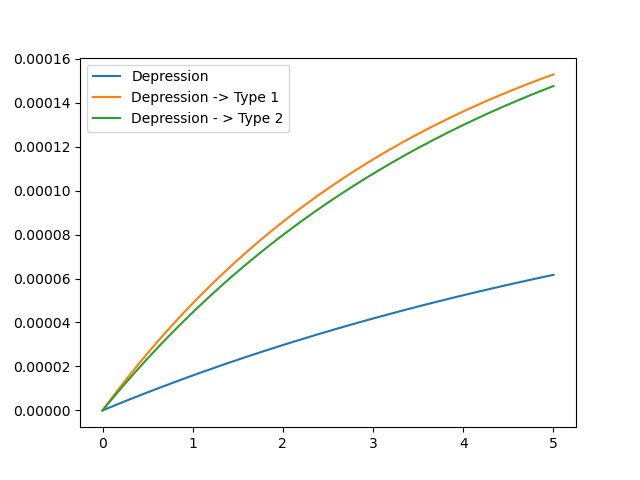 0.00016
0.00014
0.00012
0.00010
0.00008
0.00006
0.00004
0.00002
0.00000
Depression
Depression -> Type 1
Depression - > Type 2
0 1 2 3 4 5